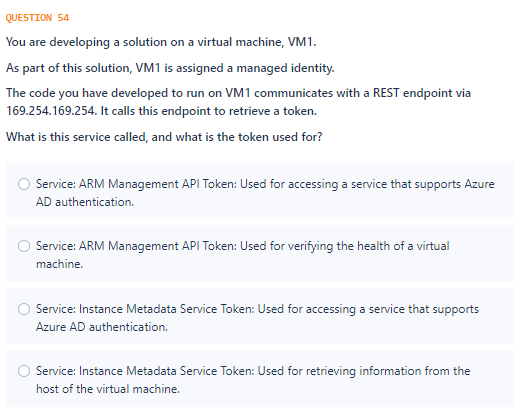 QUESTION 54
You are developing a solution on a virtual machine, VM1.
As part of this solution, VM1 is assigned a managed identity.
The code you have developed to run on VM1 communicates with a REST endpoint via
169.254.169.254. It calls this endpoint to retrieve a token.
What is this service called, and what is the token used for?
Service: ARM Management API Token: Used for accessing a service that supports Azure
AD authentication.
Service: ARM Management API Token: Used for verifying the health of a virtual
machine.
Service: Instance Metadata Service Token: Used for accessing a service that supports
Azure AD authentication.
Service: Instance Metadata Service Token: Used for retrieving information from the
host of the virtual machine.